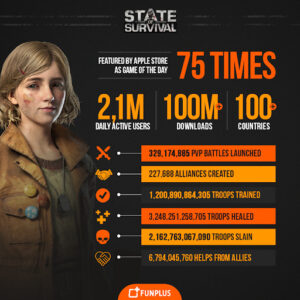 STATE
OF
SURVIVAL
FEATURED BY APPLE STORE
AS GAME OF THE DAY
75 TIMES
2,1M
DAILY ACTIVE USERS
100M+
DOWNLOADS
100+
COUNTRIES
329,174,885 PVP BATTLES LAUNCHED
227,688 ALLIANCES CREATED
1,200,890,864,305 TROOPS TRAINED
3,248,251,258,705 TROOPS HEALED
2,162,763,067,090 TROOPS SLAIN
6,794,045,760 HELPS FROM ALLIES
FUNPLUS